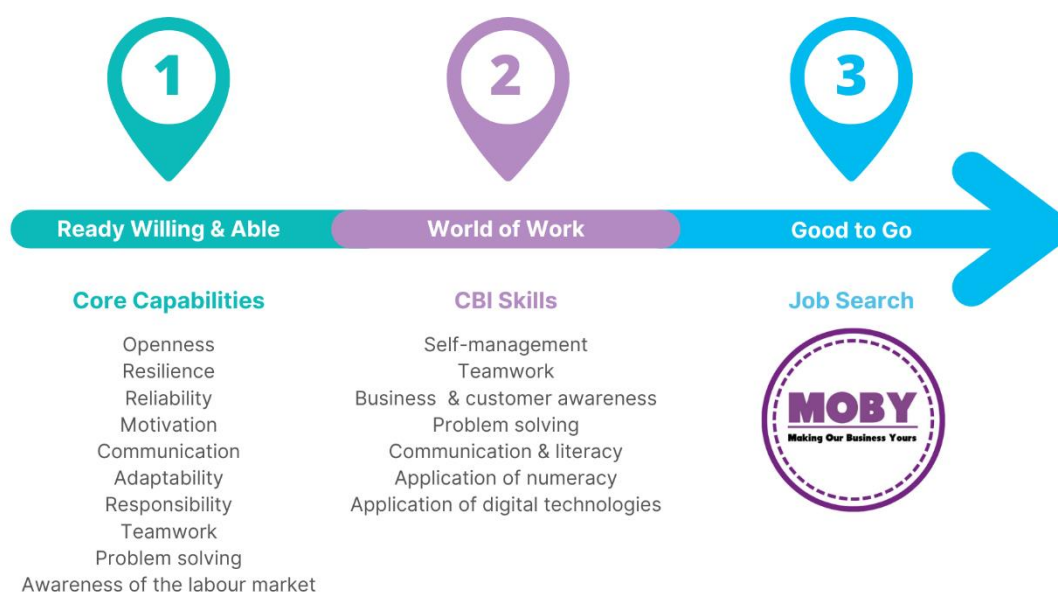 1
2
3
Ready Willing & Able
World of Work
Good to Go
Core Capabilities
Openness
Resilience
Reliability
Motivation
Communication
Adaptability
Responsibility
Teamwork
Problem solving
Awareness of the labour market
CBI Skills
Self-management
Teamwork
Business & customer awareness
Problem solving
Communication & literacy
Application of numeracy
Application of digital technologies
Job Search
MOBY
Making Our Business Yours